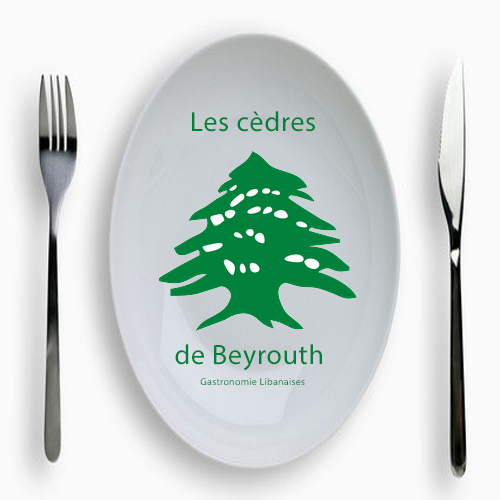 Les cèdres
de Beyrouth
Gastronomie Libanaises